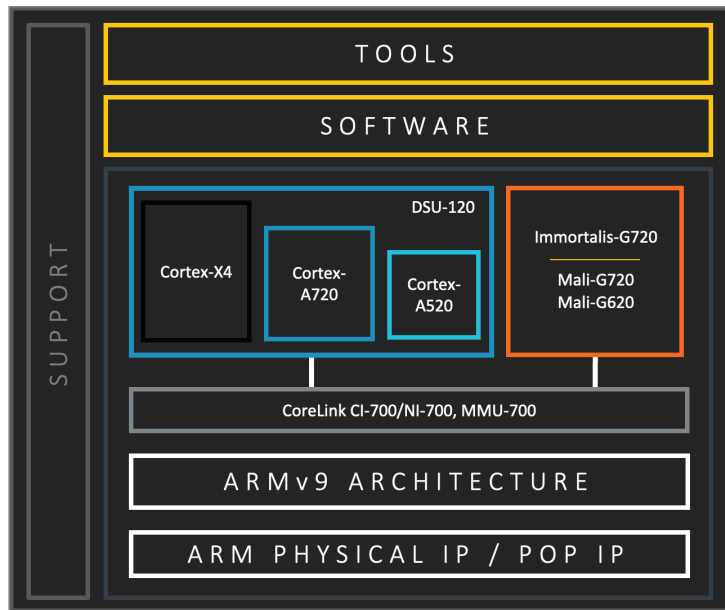 SUPPORT
TOOLS
SOFTWARE
DSU-120
Cortex-X4
Cortex-
A720
Cortex-
A520
Immortalis-G720
Mali-G720
Mali-G620
CoreLink CI-700/NI-700, MMU-700
ARMv9 ARCHITECTURE
ARM PHYSICAL IP / POP IP